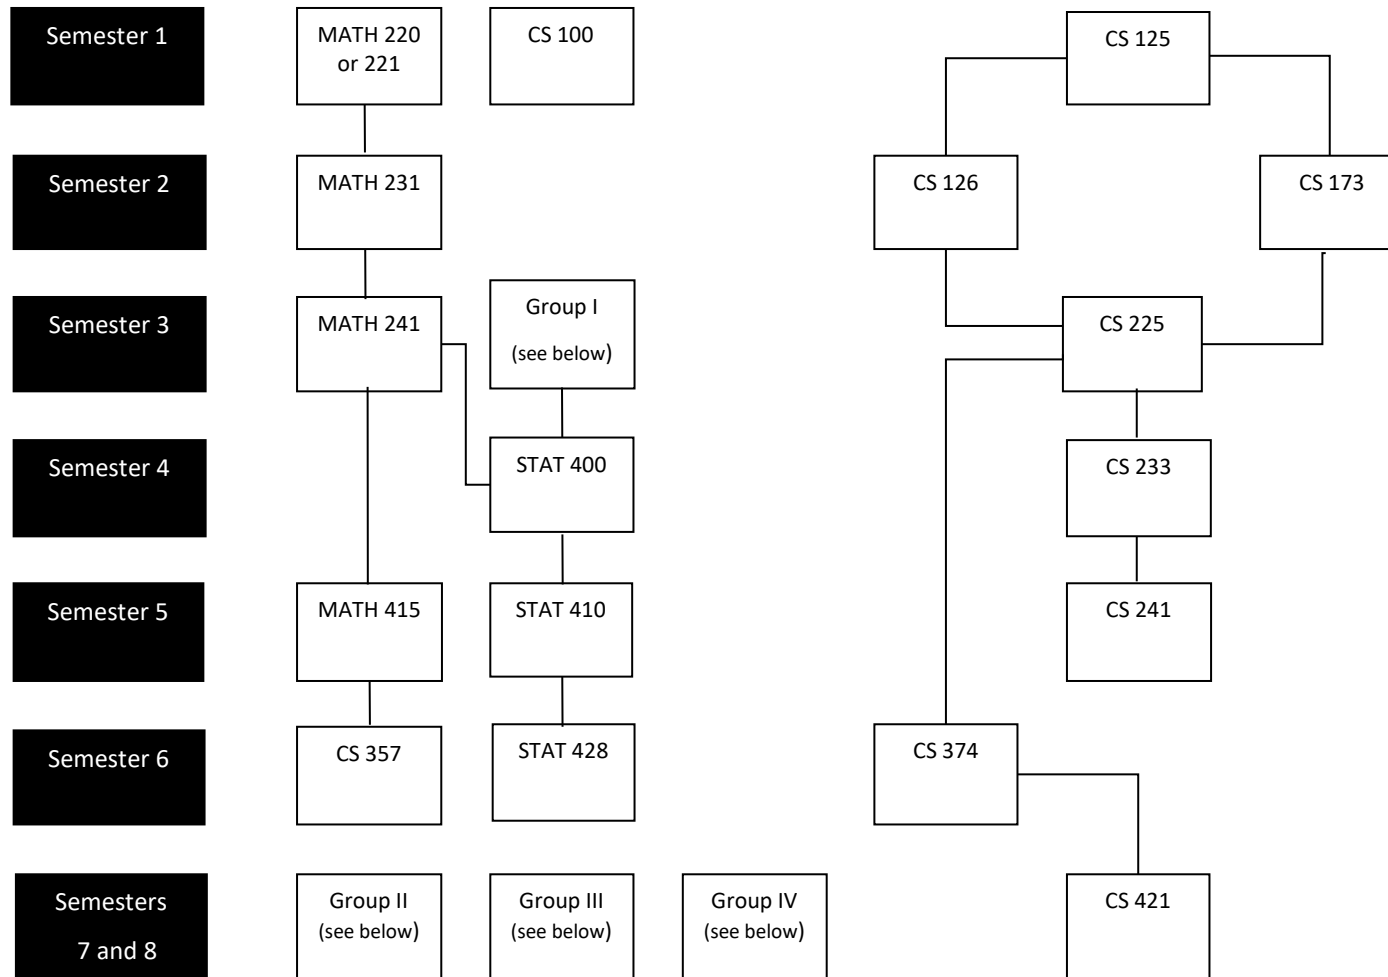 Semester 1
MATH 220
or 221
CS 100
CS 125
Semester 2
MATH 231
CS 126
CS 173
Semester 3
MATH 241
Group I
(see below)
CS 225
Semester 4
STAT 400
CS 233
Semester 5
MATH 415
STAT 410
CS 241
Semester 6
CS 357
STAT 428
CS 374
Semesters
7 and 8
Group II
(see below)
Group III
(see below)
Group IV
(see below)
CS 421